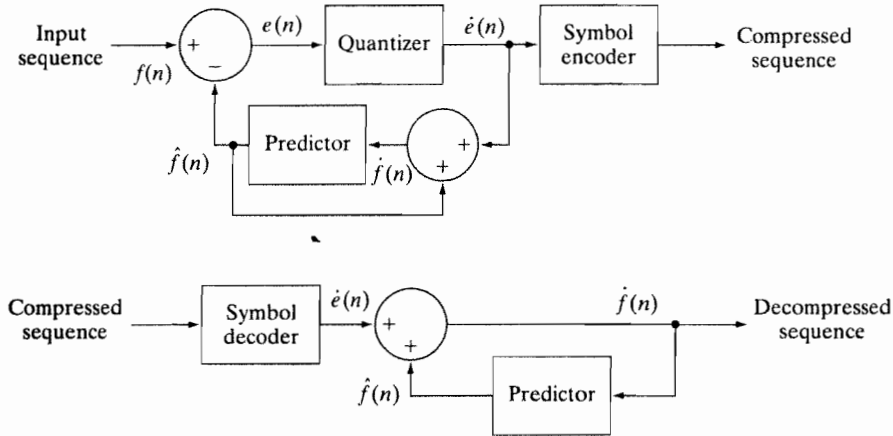 Input
sequence
f(n)
+
−
e(n)
Quantizer
ė(n)
Symbol
encoder
Compressed
sequence
f̂(n)
Predictor
ḟ(n)
+
+
Compressed
sequence
Symbol
decoder
ė(n)
+
+
ḟ(n)
Decompressed
sequence
f̂(n)
Predictor